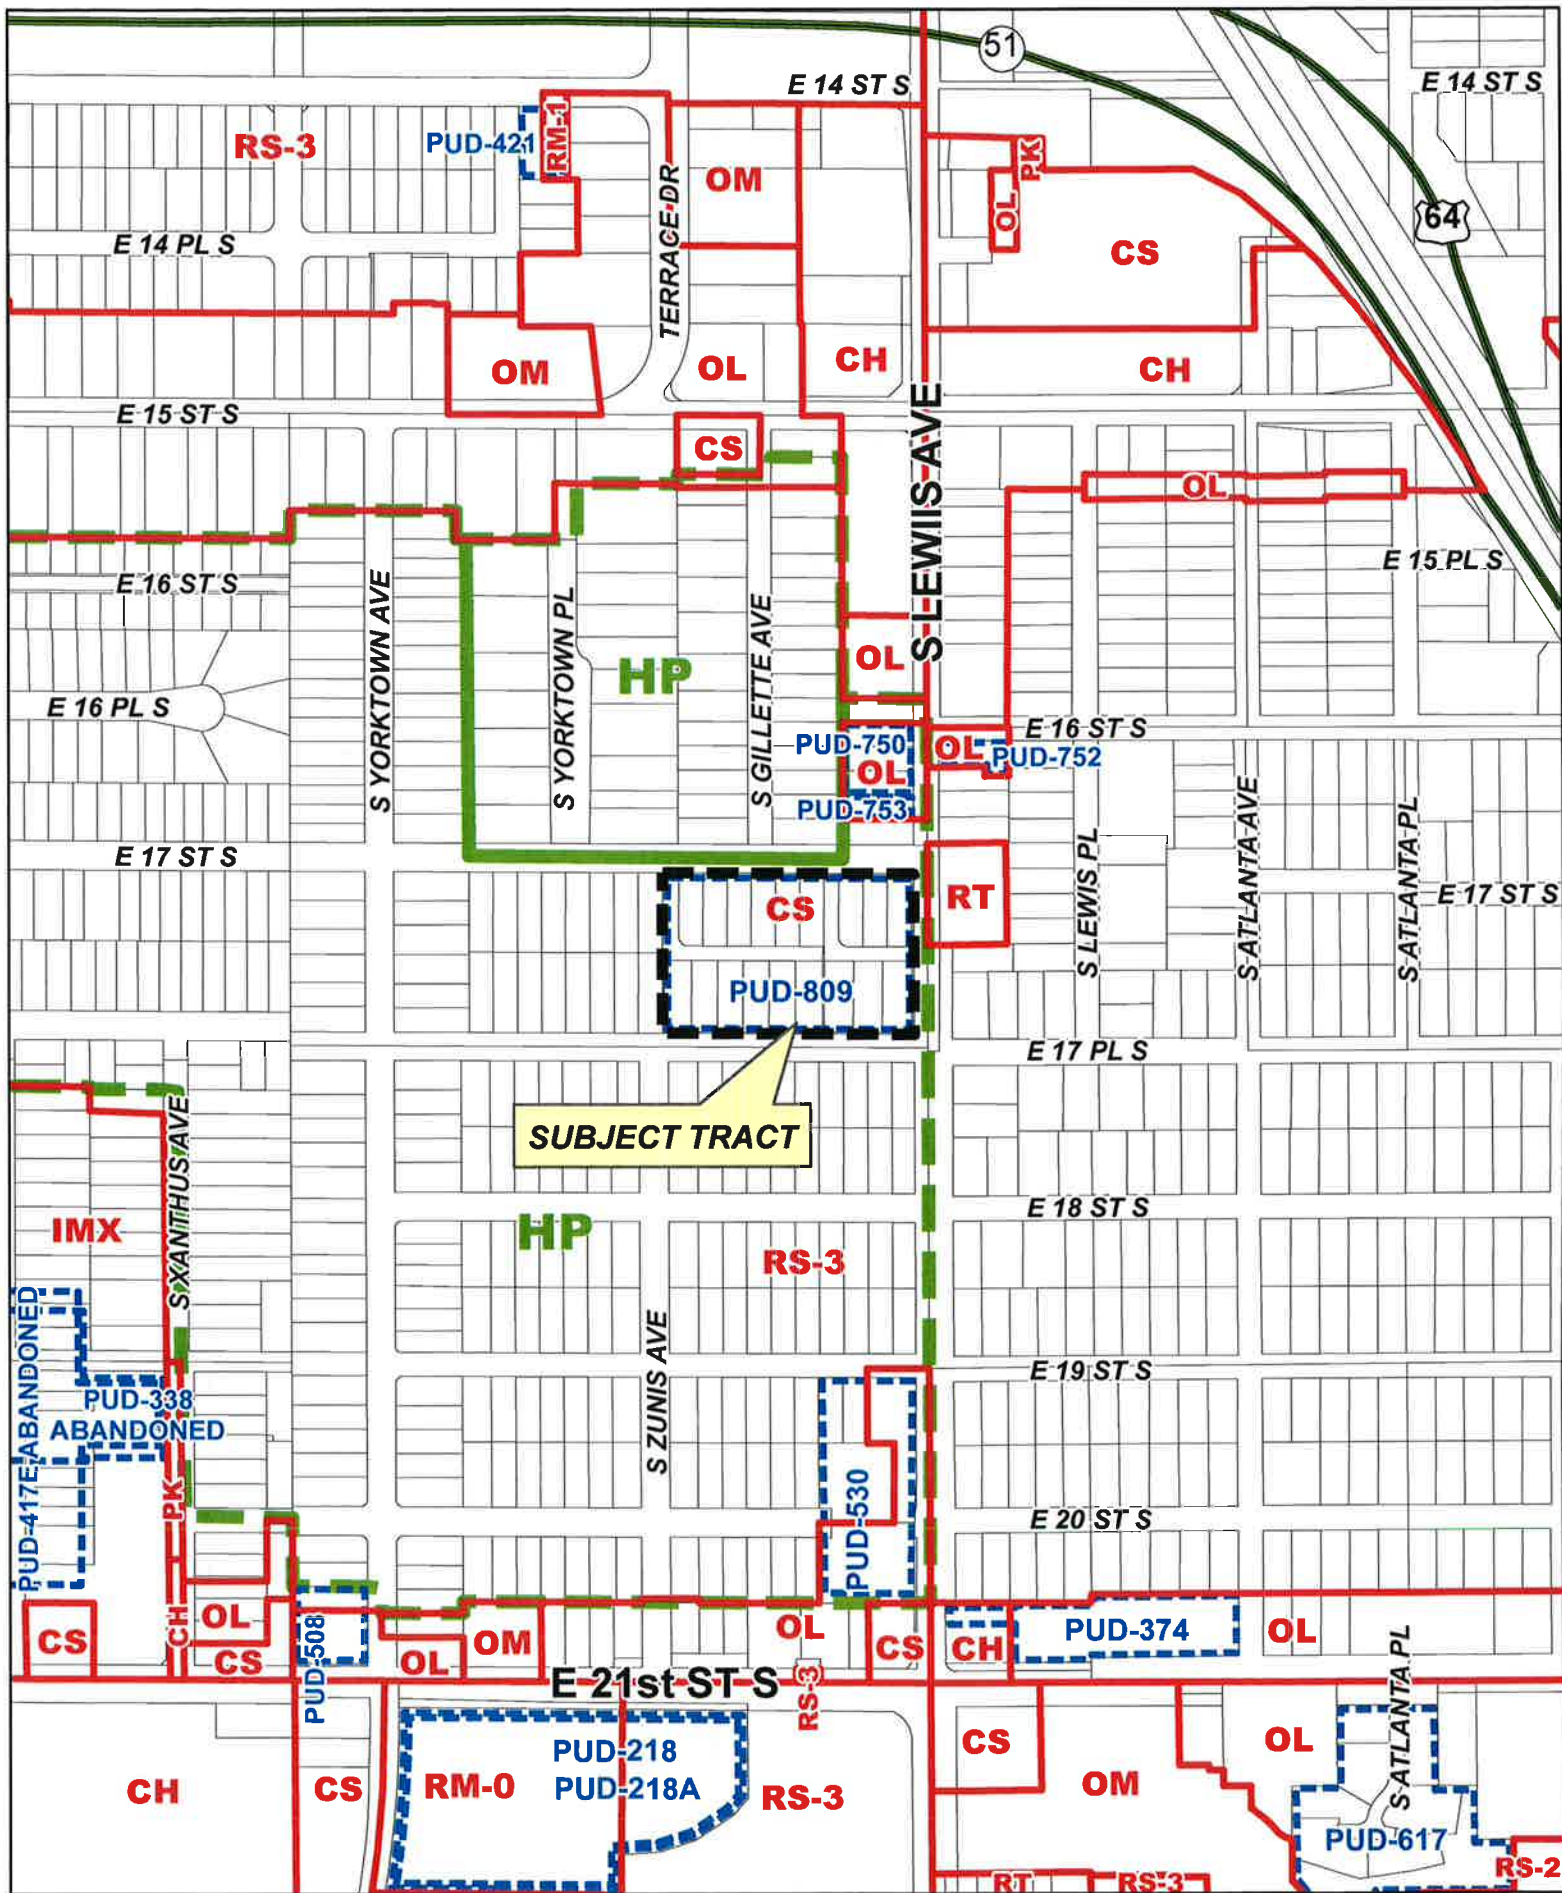 51
E 14 ST S
E 14 ST S
RS-3
PUD-421
RM-1
OM
PK
OL
64
CS
E 14 PL S
TERRACE DR
OM
OL
CH
CH
E 15 ST S
CS
S LEWIS AVE
OL
E 15 PL S
E 16 ST S
S YORKTOWN AVE
S YORKTOWN PL
S GILLETTE AVE
HP
OL
E 16 PL S
E 16 ST S
PUD-750
OL
PUD-752
OL
PUD-753
S LEWIS PL
S ATLANTA AVE
S ATLANTA PL
E 17 ST S
CS
RT
E 17 ST S
PUD-809
E 17 PL S
SUBJECT TRACT
S XANTHUS AVE
IMX
HP
E 18 ST S
RS-3
PUD-417E ABANDONED
PUD-338
ABANDONED
S ZUNIS AVE
E 19 ST S
PK
PUD-530
E 20 ST S
CS
CH
OL
CS
PUD-508
OL
OM
OL
CS
CH
PUD-374
OL
S ATLANTA PL
E 21st ST S
RS-3
CH
CS
RM-0
PUD-218
PUD-218A
RS-3
CS
OM
OL
PUD-617
RS-2
RT
RS-3